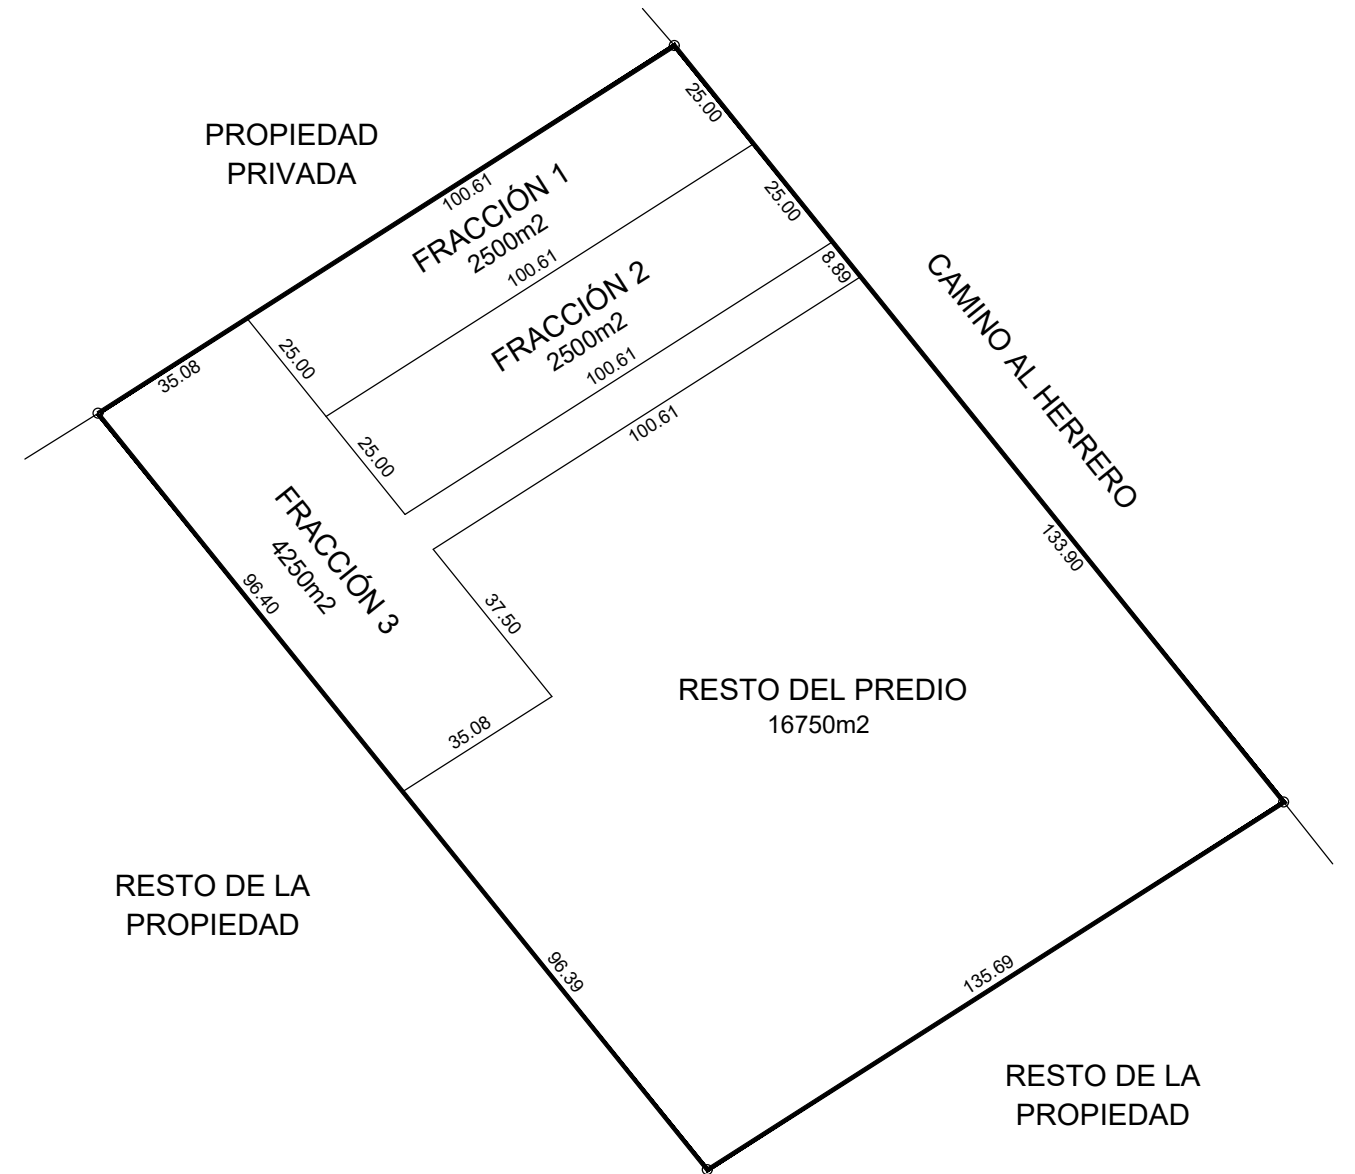 PROPIEDAD
PRIVADA
25.00
100.61
FRACCIÓN 1
2500m2
100.61
25.00
8.89
FRACCIÓN 2
2500m2
100.61
100.61
CAMINO AL HERRERO
133.90
35.08
25.00
25.00
FRACCIÓN 3
4250m2
96.40
37.50
35.08
RESTO DEL PREDIO
16750m2
RESTO DE LA
PROPIEDAD
96.39
135.69
RESTO DE LA
PROPIEDAD